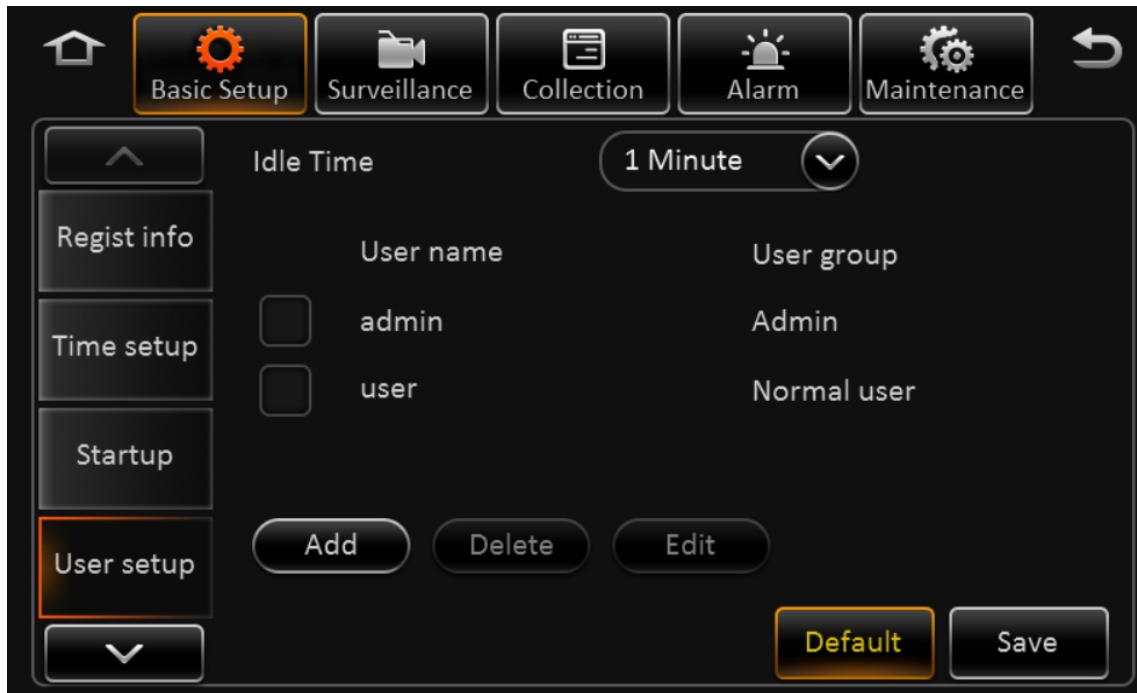 Basic Setup
Surveillance
Collection
Alarm
Maintenance
Regist info
Time setup
Startup
User setup
Idle Time 1 Minute
User name User group
admin Admin
user Normal user
Add Delete Edit
Default Save